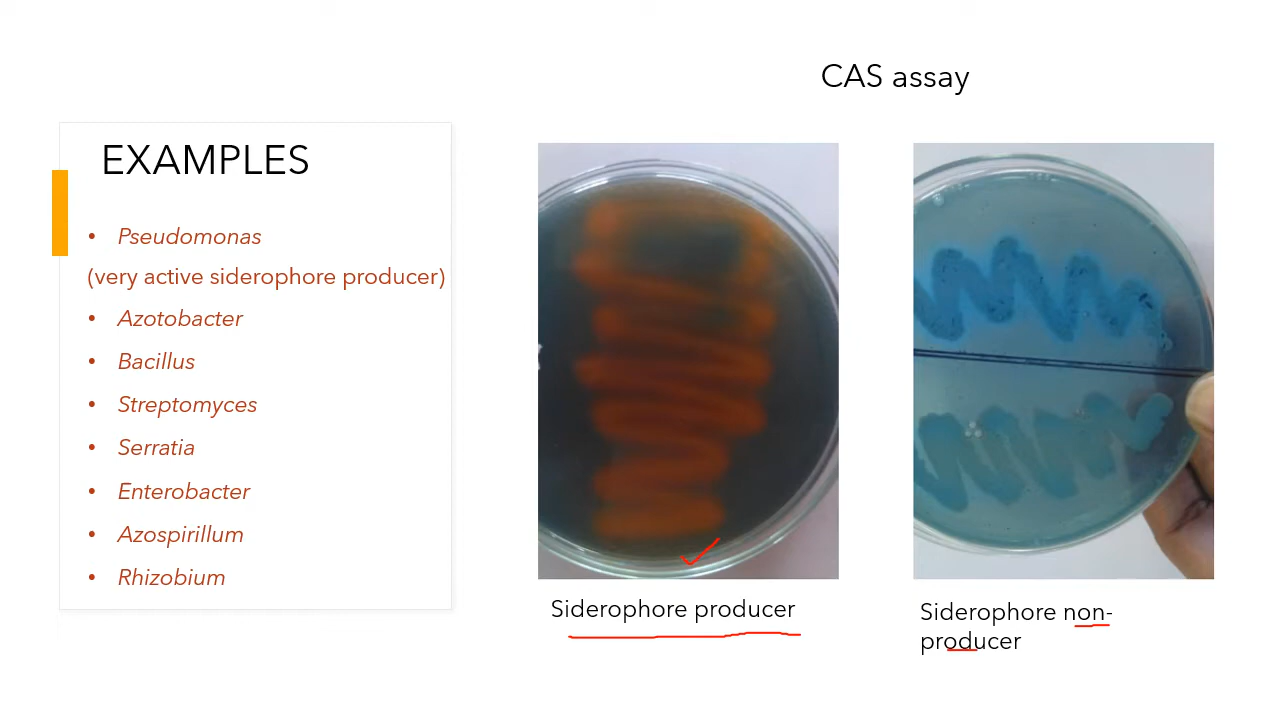 CAS assay
EXAMPLES
• Pseudomonas
(very active siderophore producer)
• Azotobacter
• Bacillus
• Streptomyces
• Serratia
• Enterobacter
• Azospirillum
• Rhizobium
Siderophore producer
Siderophore non-
producer